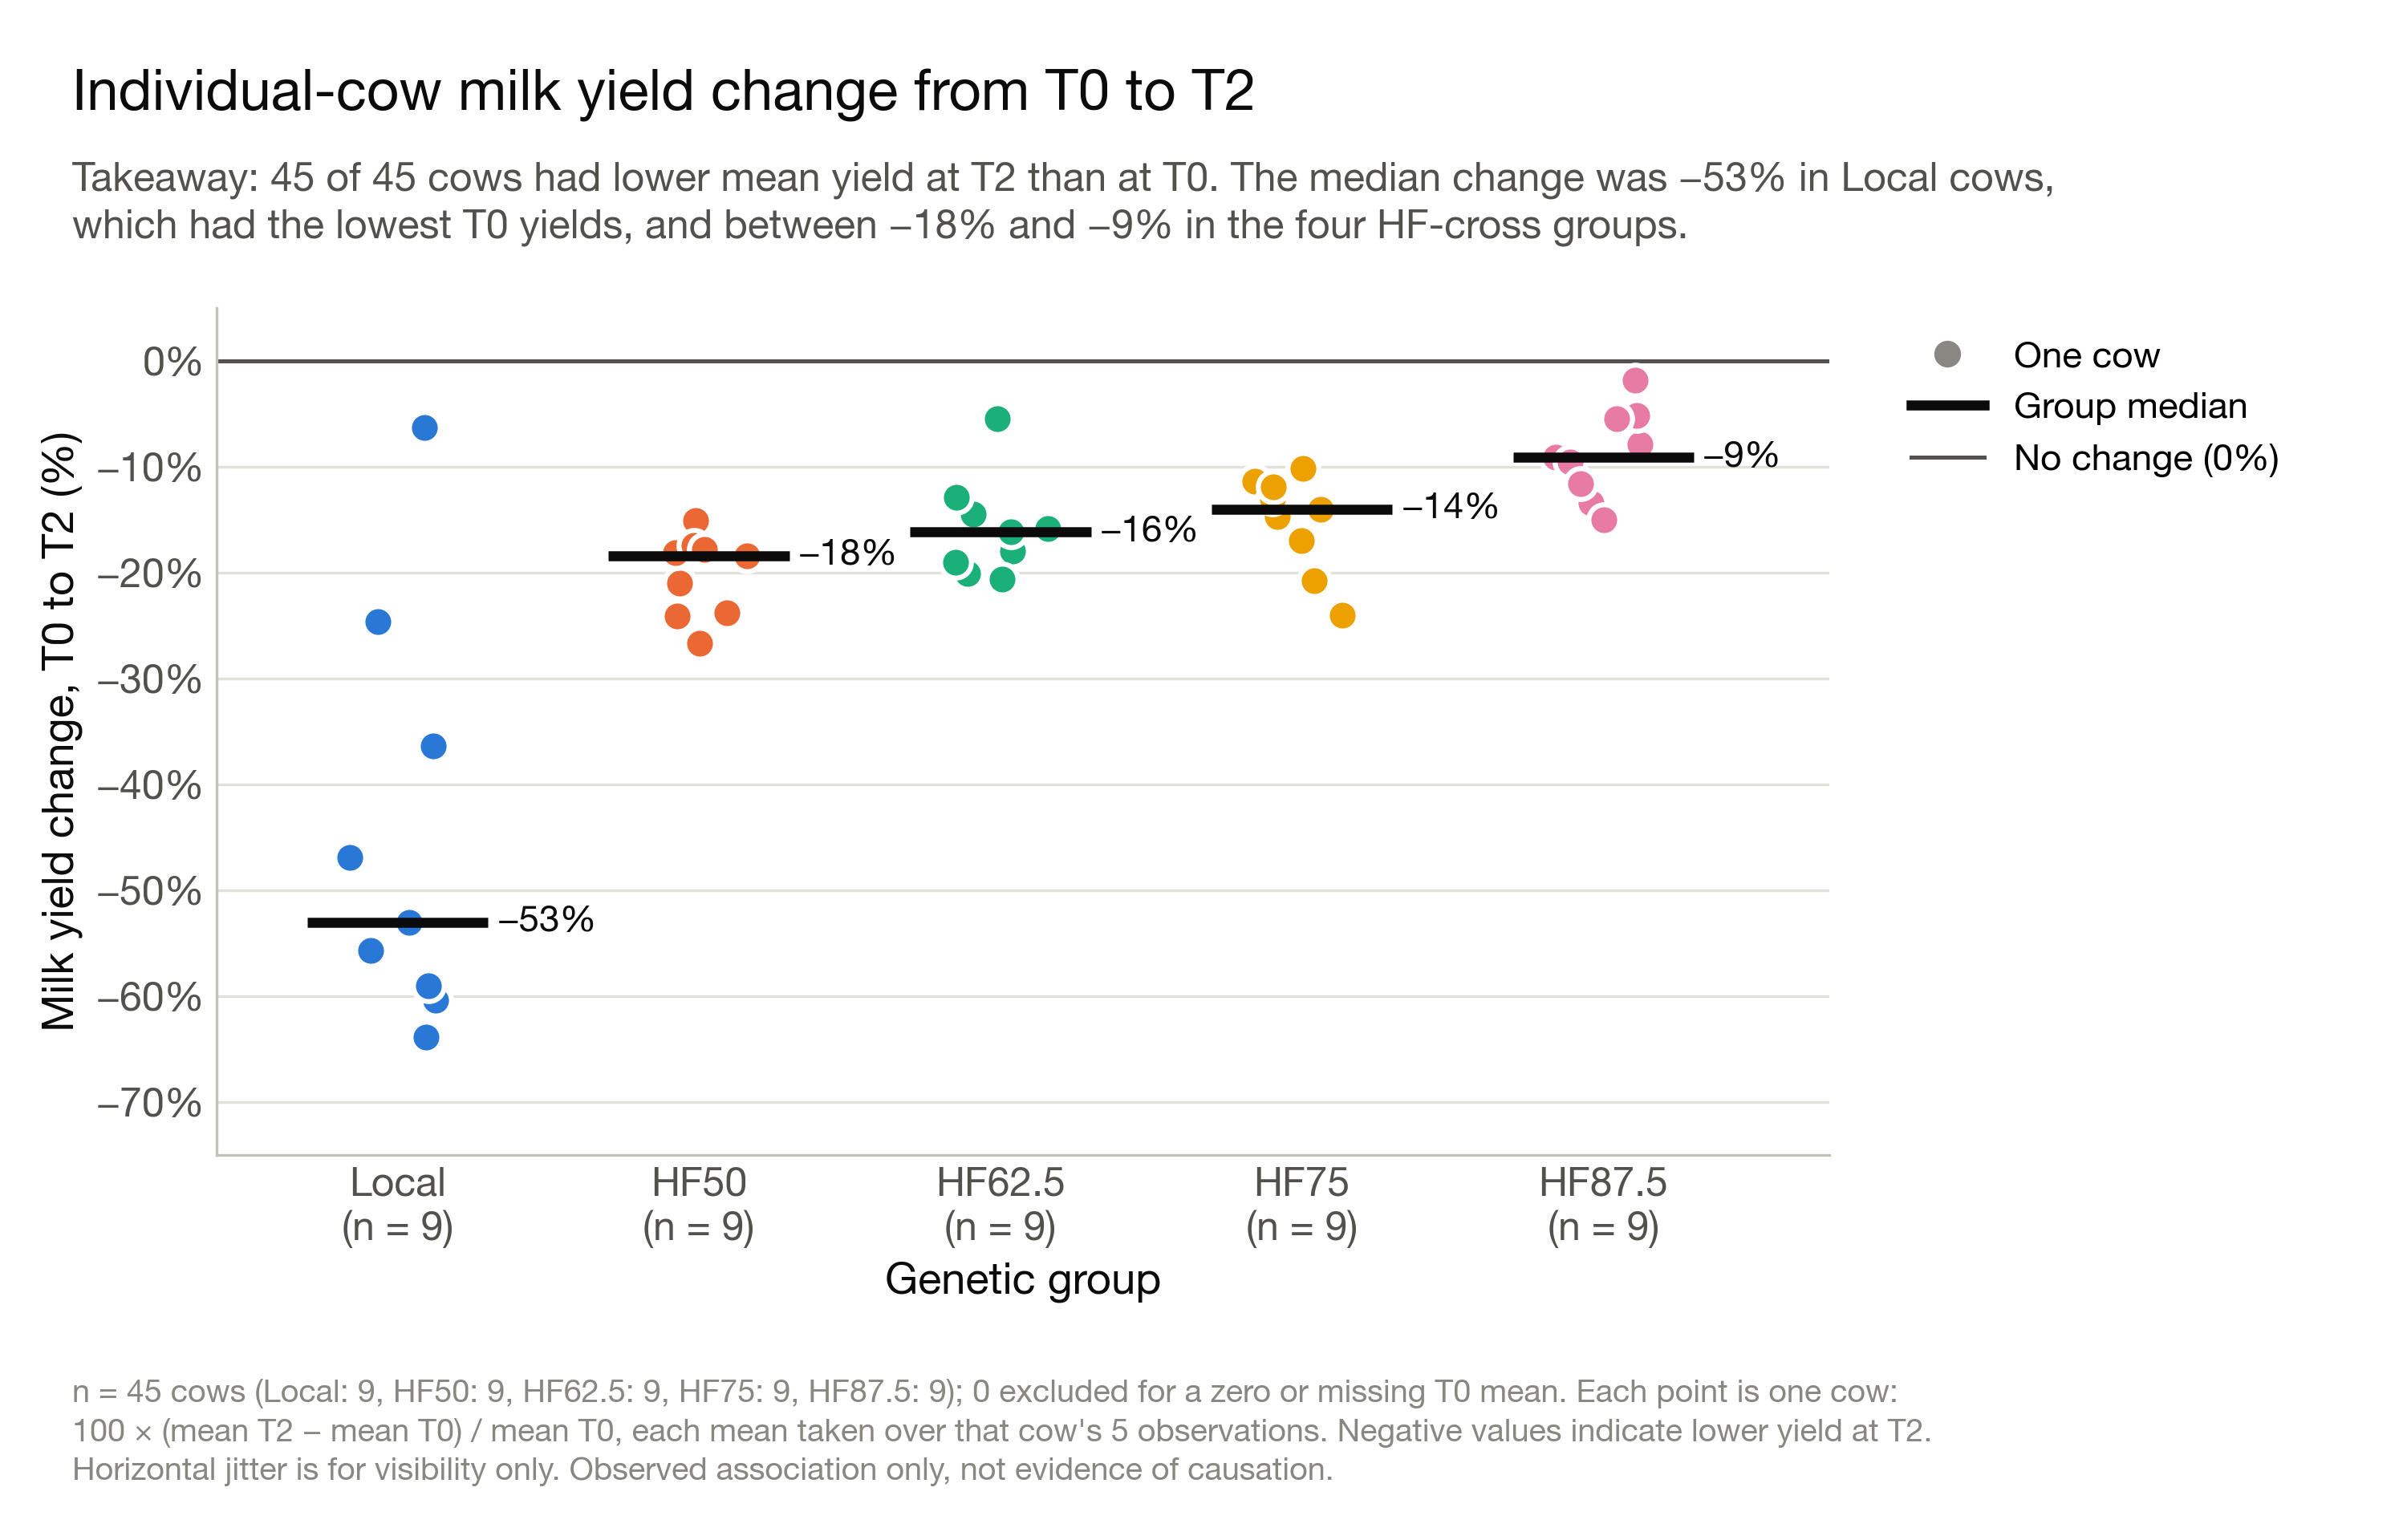 Individual-cow milk yield change from T0 to T2
Takeaway: 45 of 45 cows had lower mean yield at T2 than at T0. The median change was −53% in Local cows,
which had the lowest T0 yields, and between −18% and −9% in the four HF-cross groups.
Milk yield change, T0 to T2 (%)
0%
−10%
−20%
−30%
−40%
−50%
−60%
−70%
−53%
−18%
−16%
−14%
−9%
One cow
Group median
No change (0%)
Local
(n = 9)
HF50
(n = 9)
HF62.5
(n = 9)
HF75
(n = 9)
HF87.5
(n = 9)
Genetic group
n = 45 cows (Local: 9, HF50: 9, HF62.5: 9, HF75: 9, HF87.5: 9); 0 excluded for a zero or missing T0 mean. Each point is one cow:
100 × (mean T2 − mean T0) / mean T0, each mean taken over that cow's 5 observations. Negative values indicate lower yield at T2.
Horizontal jitter is for visibility only. Observed association only, not evidence of causation.